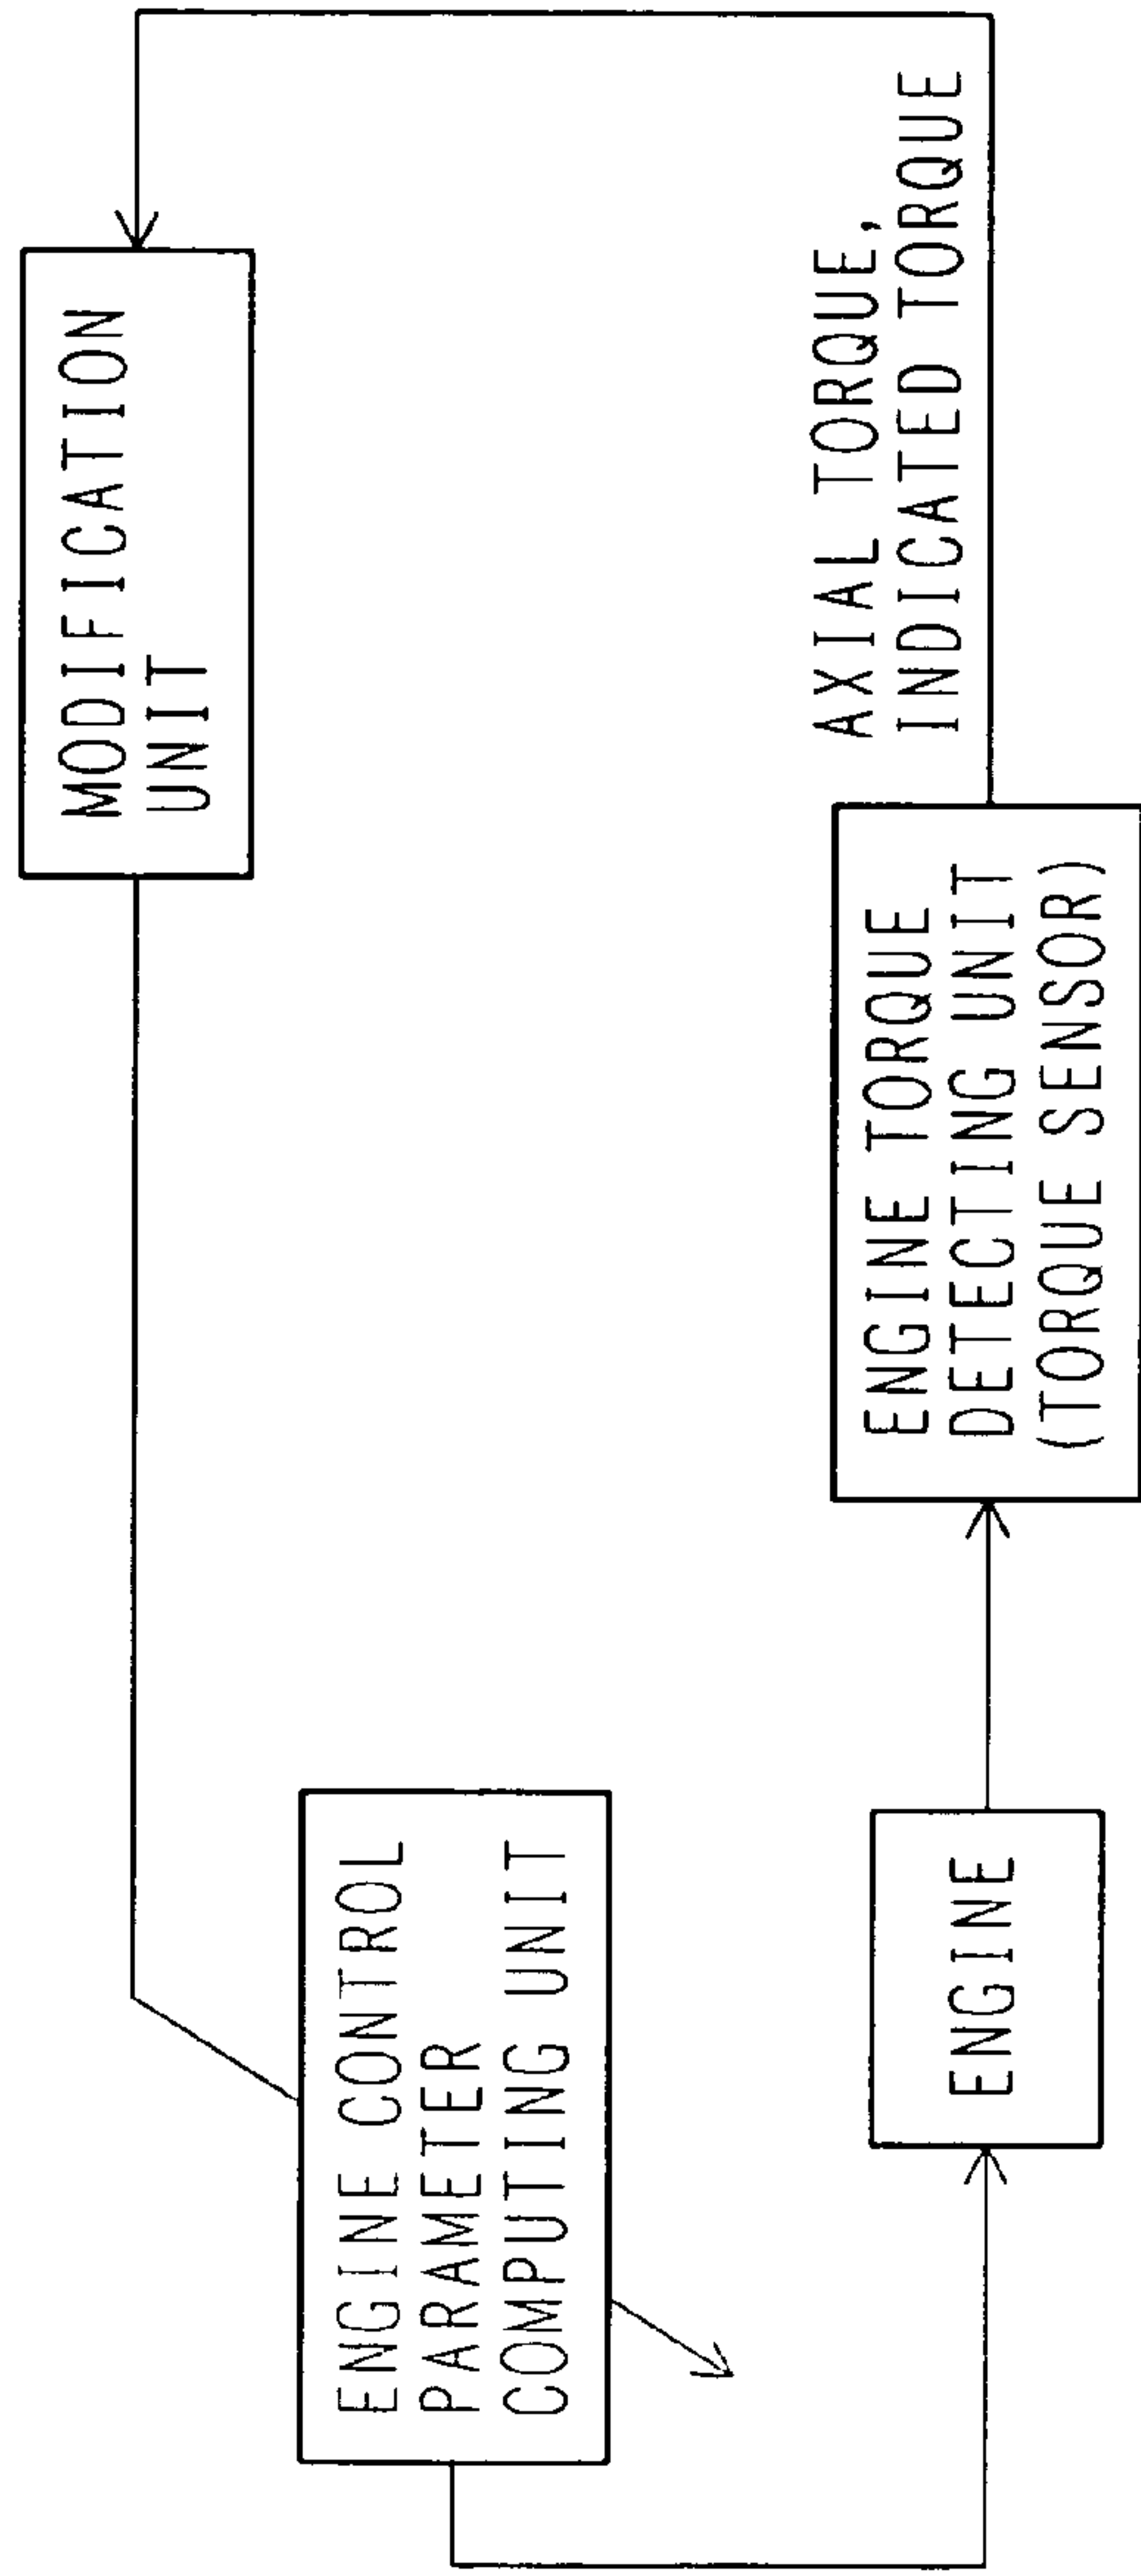 MODIFICATION
UNIT
ENGINE CONTROL
PARAMETER
COMPUTING UNIT
AXIAL TORQUE,
INDICATED TORQUE
ENGINE
ENGINE TORQUE
DETECTING UNIT
(TORQUE SENSOR)